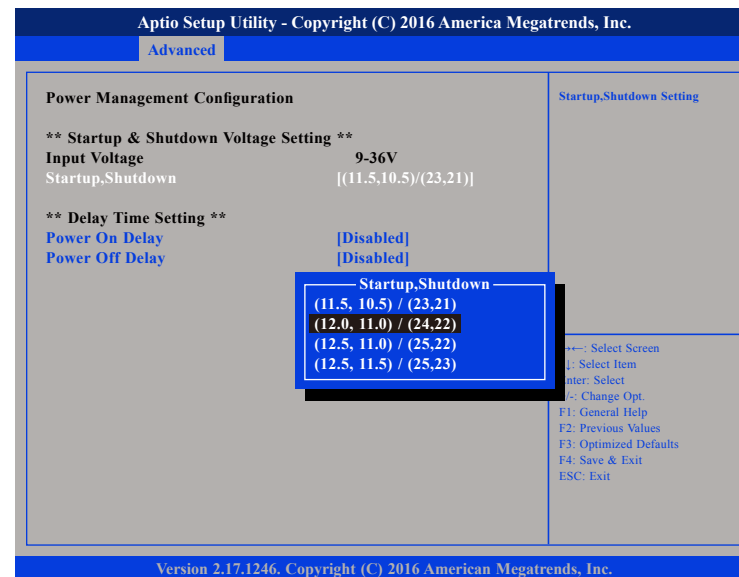 Aptio Setup Utility - Copyright (C) 2016 America Megatrends, Inc.
Advanced
Power Management Configuration
** Startup & Shutdown Voltage Setting **
Input Voltage 9-36V
Startup,Shutdown [(11.5,10.5)/(23,21)]
** Delay Time Setting **
Power On Delay [Disabled]
Power Off Delay [Disabled]
Startup,Shutdown
(11.5, 10.5) / (23,21)
(12.0, 11.0) / (24,22)
(12.5, 11.0) / (25,22)
(12.5, 11.5) / (25,23)
Startup,Shutdown Setting
←: Select Screen
↓: Select Item
: Select
/-: Change Opt.
F1: General Help
F2: Previous Values
F3: Optimized Defaults
F4: Save & Exit
ESC: Exit
Version 2.17.1246. Copyright (C) 2016 American Megatrends, Inc.